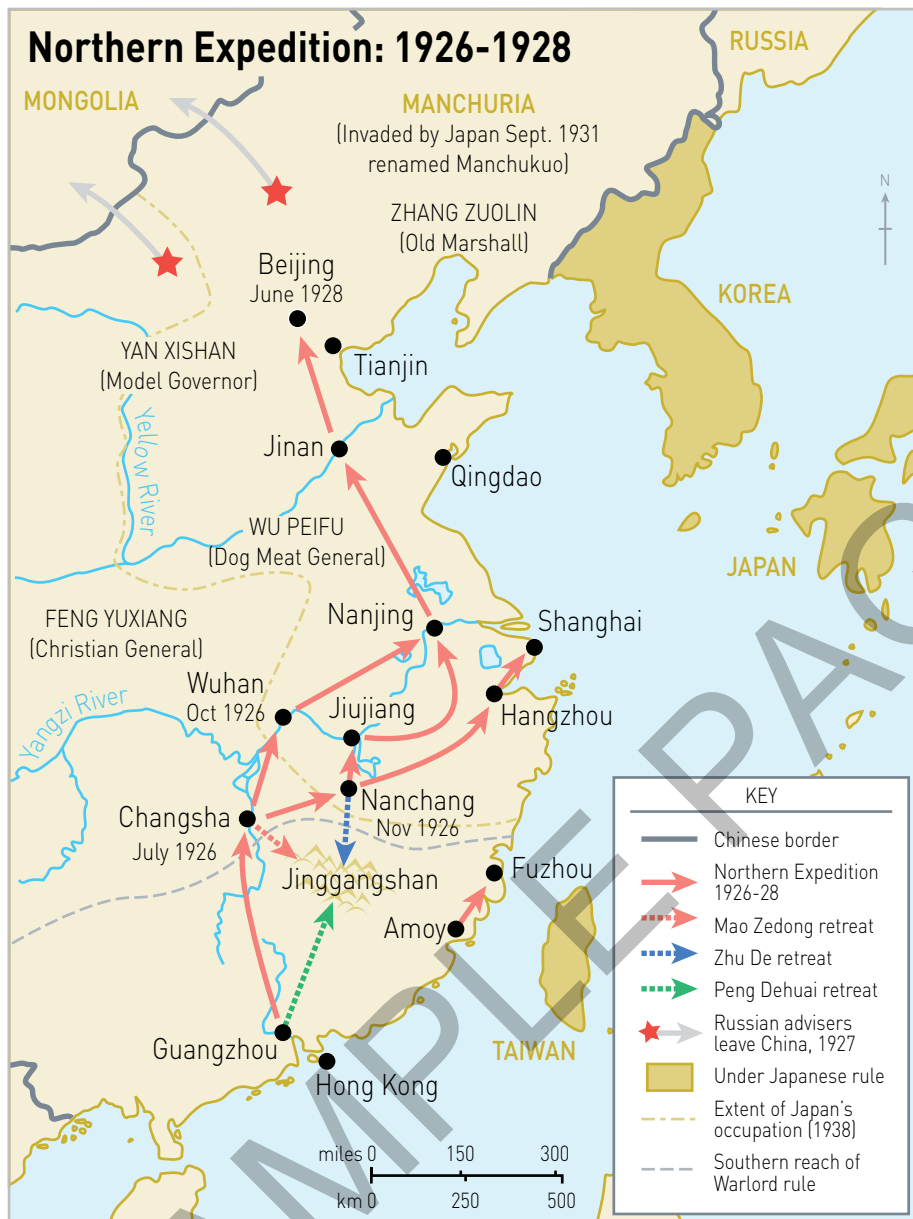 Northern Expedition: 1926-1928
RUSSIA
MONGOLIA
MANCHURIA
(Invaded by Japan Sept. 1931
renamed Manchukuo)
ZHANG ZUOLIN
(Old Marshall)
N
Beijing
June 1928
KOREA
YAN XISHAN
(Model Governor)
Tianjin
Yellow River
Jinan
Qingdao
WU PEIFU
(Dog Meat General)
JAPAN
FENG YUXIANG
(Christian General)
Nanjing
Shanghai
Wuhan
Oct 1926
Yangzi River
Jiujiang
Hangzhou
Changsha
July 1926
Nanchang
Nov 1926
Jinggangshan
Fuzhou
Amoy
Guangzhou
Hong Kong
TAIWAN
miles 0 150 300
km 0 250 500
KEY
Chinese border
Northern Expedition
1926-28
Mao Zedong retreat
Zhu De retreat
Peng Dehuai retreat
Russian advisers
leave China, 1927
Under Japanese rule
Extent of Japan's
occupation (1938)
Southern reach of
Warlord rule
AMPLE PAC